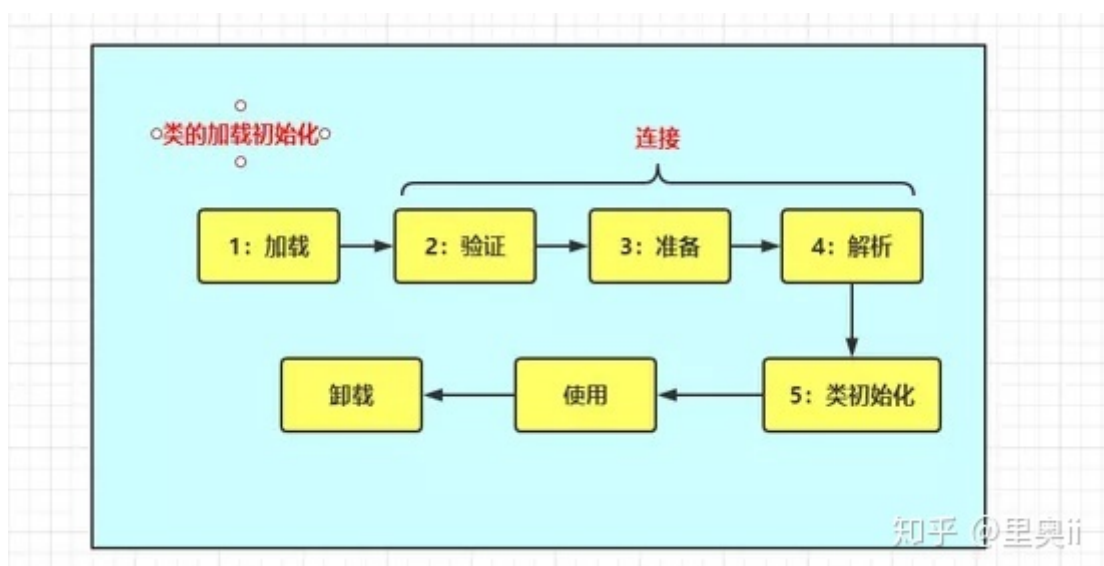 类的加载初始化
连接
1：加载
2：验证
3：准备
4：解析
卸载
使用
5：类初始化
知乎 @里奥ii